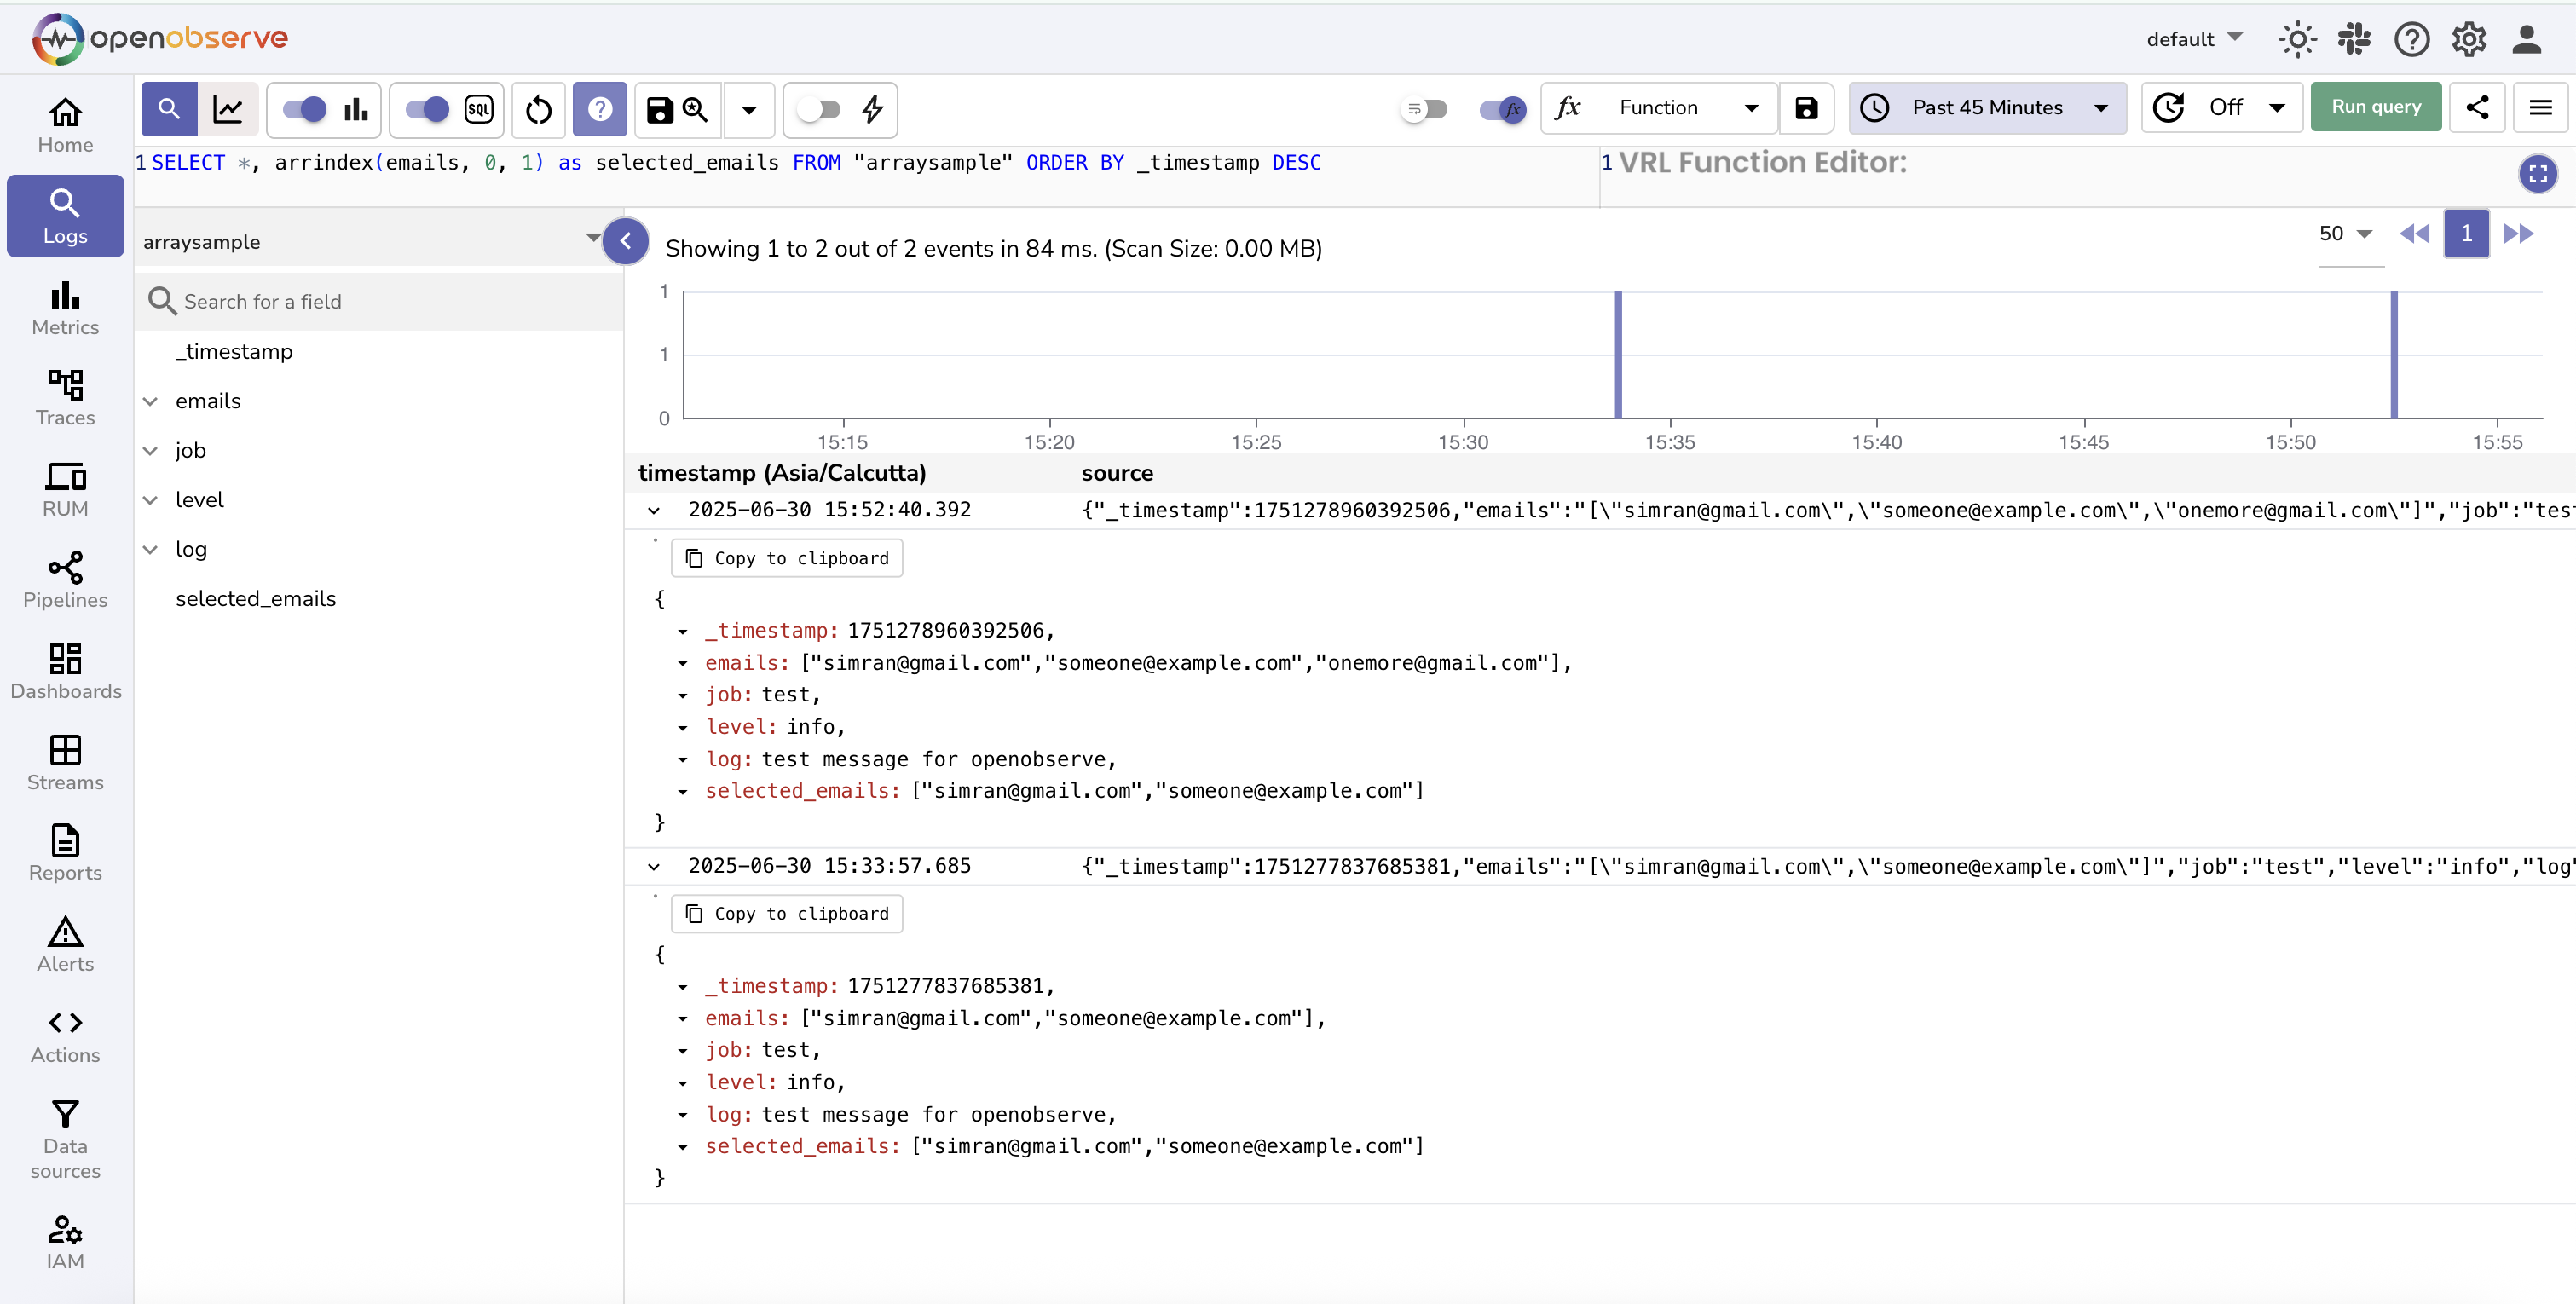 openobserve
default
Function
Past 45 Minutes
Off
Run query
SQL
fx
fx
1 SELECT *, arrindex(emails, 0, 1) as selected_emails FROM "arraysample" ORDER BY _timestamp DESC
1 VRL Function Editor:
Home
Logs
Metrics
Traces
RUM
Pipelines
Dashboards
Streams
Reports
Alerts
Actions
Data
sources
IAM
arraysample
Search for a field
_timestamp
emails
job
level
log
selected_emails
Showing 1 to 2 out of 2 events in 84 ms. (Scan Size: 0.00 MB)
50
1
1
1
0
15:15 15:20 15:25 15:30 15:35 15:40 15:45 15:50 15:55
timestamp (Asia/Calcutta) source
2025-06-30 15:52:40.392 {"_timestamp":1751278960392506,"emails":"[\"simran@gmail.com\",\"someone@example.com\",\"onemore@gmail.com\"]","job":"tes
Copy to clipboard
{
_timestamp: 1751278960392506,
emails: ["simran@gmail.com","someone@example.com","onemore@gmail.com"],
job: test,
level: info,
log: test message for openobserve,
selected_emails: ["simran@gmail.com","someone@example.com"]
}
2025-06-30 15:33:57.685 {"_timestamp":1751277837685381,"emails":"[\"simran@gmail.com\",\"someone@example.com\"]","job":"test","level":"info","log"
Copy to clipboard
{
_timestamp: 1751277837685381,
emails: ["simran@gmail.com","someone@example.com"],
job: test,
level: info,
log: test message for openobserve,
selected_emails: ["simran@gmail.com","someone@example.com"]
}